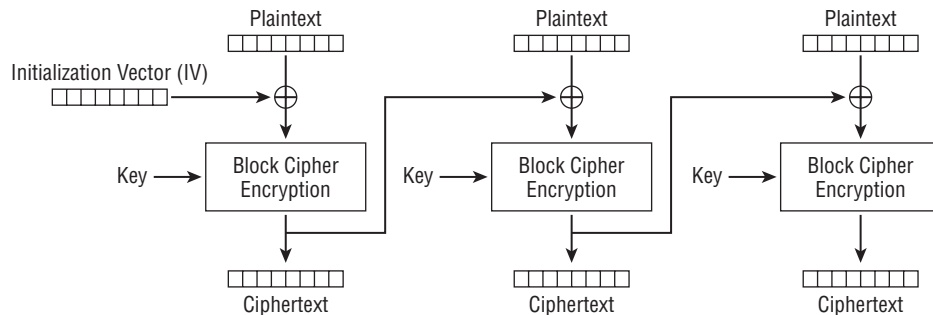 Plaintext
Plaintext
Plaintext
Initialization Vector (IV)
Key
Block Cipher
Encryption
Key
Block Cipher
Encryption
Key
Block Cipher
Encryption
Ciphertext
Ciphertext
Ciphertext